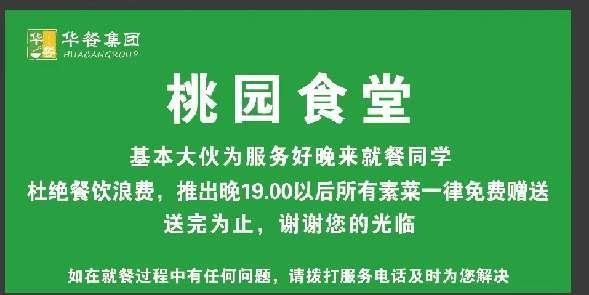 华餐
华餐集团
HUACANGROUP
桃园食堂
基本大伙为服务好晚来就餐同学
杜绝餐饮浪费，推出晚19.00以后所有素菜一律免费赠送
送完为止，谢谢您的光临
如在就餐过程中有任何问题，请拨打服务电话及时为您解决